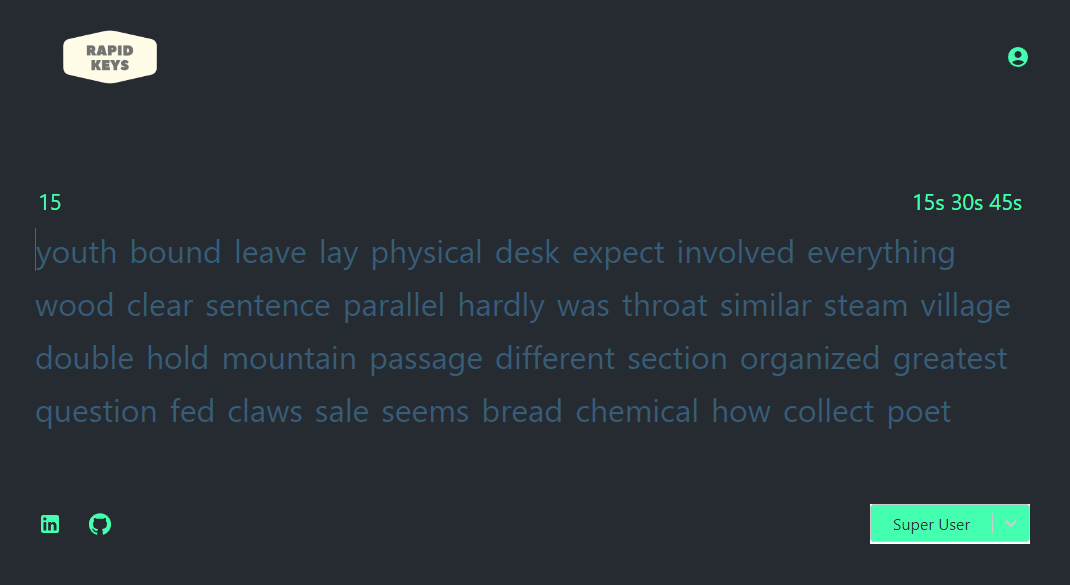 RAPID
KEYS
15
15s 30s 45s
youth bound leave lay physical desk expect involved everything
wood clear sentence parallel hardly was throat similar steam village
double hold mountain passage different section organized greatest
question fed claws sale seems bread chemical how collect poet
in
Super User